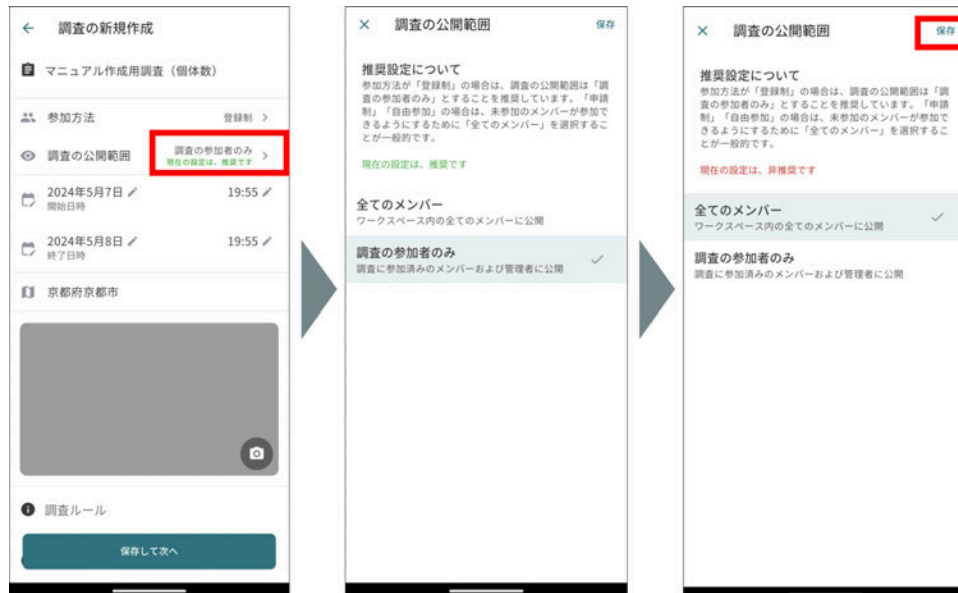 調査の新規作成
マニュアル作成用調査（個体数）
参加方法
登録制
調査の公開範囲
調査の参加者のみ
現在の設定は、推奨です
2024年5月7日
19:55
開始日時
2024年5月8日
19:55
終了日時
京都府京都市
調査ルール
保存して次へ
調査の公開範囲
保存
推奨設定について
参加方法が「登録制」の場合は、調査の公開範囲は「調
査の参加者のみ」とすることを推奨しています。「申請
制」「自由参加」の場合は、未参加のメンバーが参加で
きるようにするために「全てのメンバー」を選択するこ
とが一般的です。
現在の設定は、推奨です
全てのメンバー
ワークスペース内の全てのメンバーに公開
調査の参加者のみ
調査に参加済みのメンバーおよび管理者に公開
調査の公開範囲
保存
推奨設定について
参加方法が「登録制」の場合は、調査の公開範囲は「調
査の参加者のみ」とすることを推奨しています。「申請
制」「自由参加」の場合は、未参加のメンバーが参加で
きるようにするために「全てのメンバー」を選択するこ
とが一般的です。
現在の設定は、非推奨です
全てのメンバー
ワークスペース内の全てのメンバーに公開
調査の参加者のみ
調査に参加済みのメンバーおよび管理者に公開